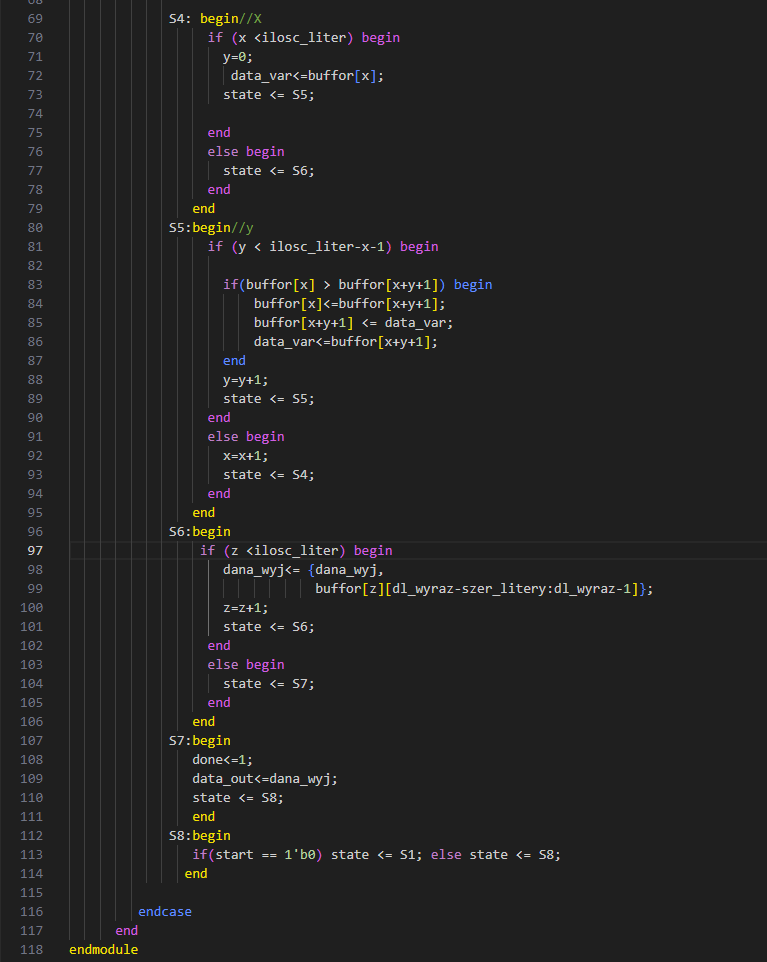 68
69 S4: begin//X
70 if (x <ilosc_liter) begin
71 y=0;
72 data_var<=buffor[x];
73 state <= S5;
74
75 end
76 else begin
77 state <= S6;
78 end
79 end
80 S5:begin//y
81 if (y < ilosc_liter-x-1) begin
82
83 if(buffor[x] > buffor[x+y+1]) begin
84 buffor[x]<=buffor[x+y+1];
85 buffor[x+y+1] <= data_var;
86 data_var<=buffor[x+y+1];
87 end
88 y=y+1;
89 state <= S5;
90 end
91 else begin
92 x=x+1;
93 state <= S4;
94 end
95 end
96 S6:begin
97 if (z <ilosc_liter) begin
98 dana_wyj<= {dana_wyj,
99 buffor[z][dl_wyraz-szer_litery:dl_wyraz-1]};
100 z=z+1;
101 state <= S6;
102 end
103 else begin
104 state <= S7;
105 end
106 end
107 S7:begin
108 done<=1;
109 data_out<=dana_wyj;
110 state <= S8;
111 end
112 S8:begin
113 if(start == 1'b0) state <= S1; else state <= S8;
114 end
115
116 endcase
117 end
118 endmodule